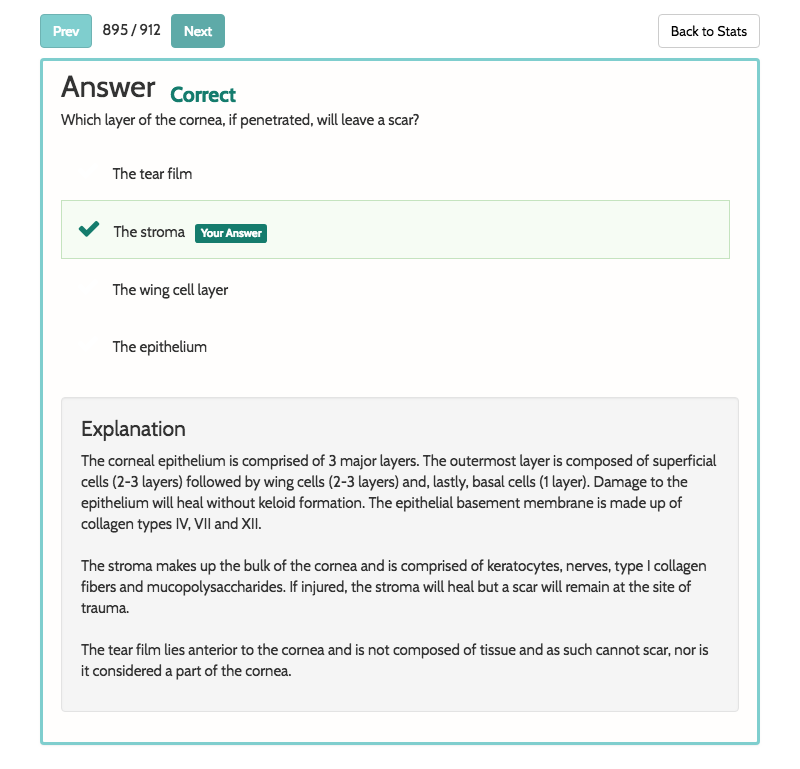 Prev 895 / 912 Next Back to Stats
Answer Correct
Which layer of the cornea, if penetrated, will leave a scar?
The tear film
The stroma Your Answer
The wing cell layer
The epithelium
Explanation
The corneal epithelium is comprised of 3 major layers. The outermost layer is composed of superficial
cells (2-3 layers) followed by wing cells (2-3 layers) and, lastly, basal cells (1 layer). Damage to the
epithelium will heal without keloid formation. The epithelial basement membrane is made up of
collagen types IV, VII and XII.
The stroma makes up the bulk of the cornea and is comprised of keratocytes, nerves, type I collagen
fibers and mucopolysaccharides. If injured, the stroma will heal but a scar will remain at the site of
trauma.
The tear film lies anterior to the cornea and is not composed of tissue and as such cannot scar, nor is
it considered a part of the cornea.